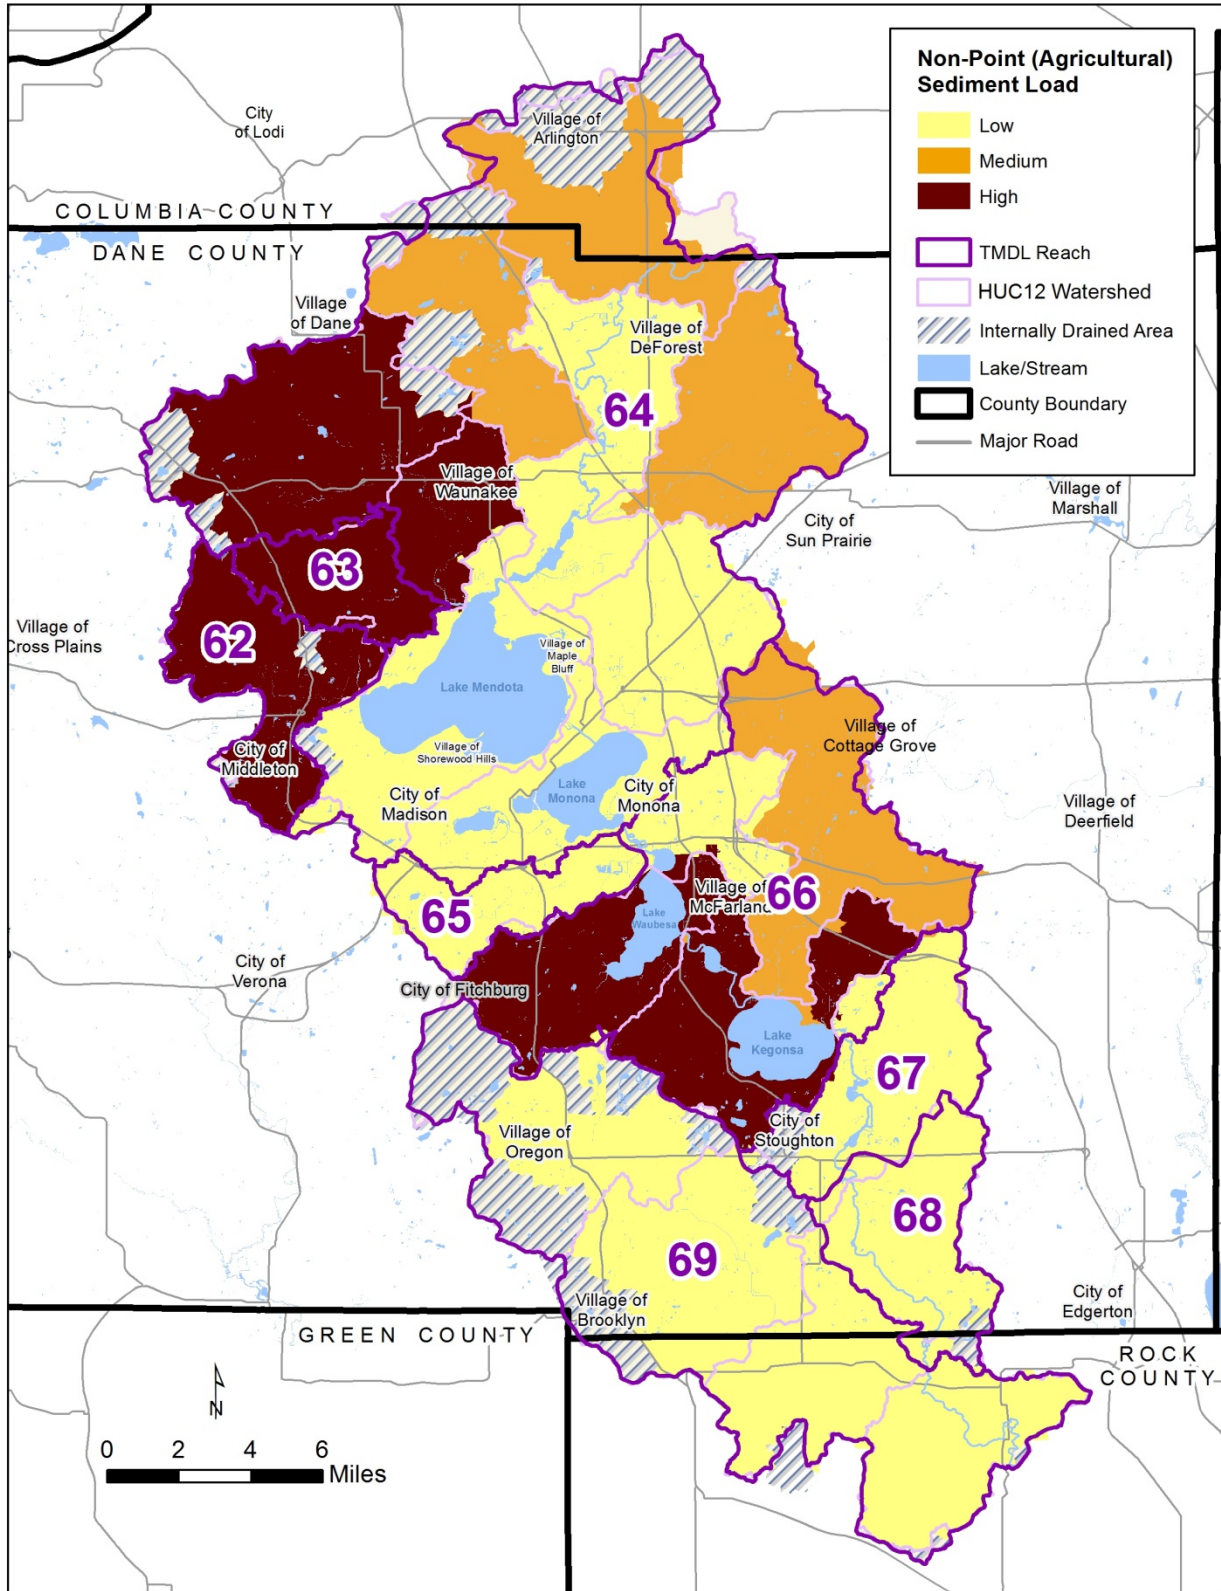 Non-Point (Agricultural)
Sediment Load
Low
Medium
High
TMDL Reach
HUC12 Watershed
Internally Drained Area
Lake/Stream
County Boundary
Major Road
City
of Lodi
Village of
Arlington
COLUMBIA COUNTY
DANE COUNTY
Village
of Dane
Village of
DeForest
64
Village of
Waunakee
Village of
Marshall
City of
Sun Prairie
63
62
Village of
Cross Plains
Village of
Maple
Bluff
Lake Mendota
Village of
Cottage Grove
City of
Middleton
Village of
Shorewood Hills
Lake
Monona
City of
Monona
City of
Madison
Village of
Deerfield
Village of
McFarland
66
65
Lake
Waubesa
City of
Verona
City of Fitchburg
Lake
Kegonsa
67
Village of
Oregon
City of
Stoughton
68
69
Village of
Brooklyn
City of
Edgerton
GREEN COUNTY
ROCK
COUNTY
N
0 2 4 6
Miles